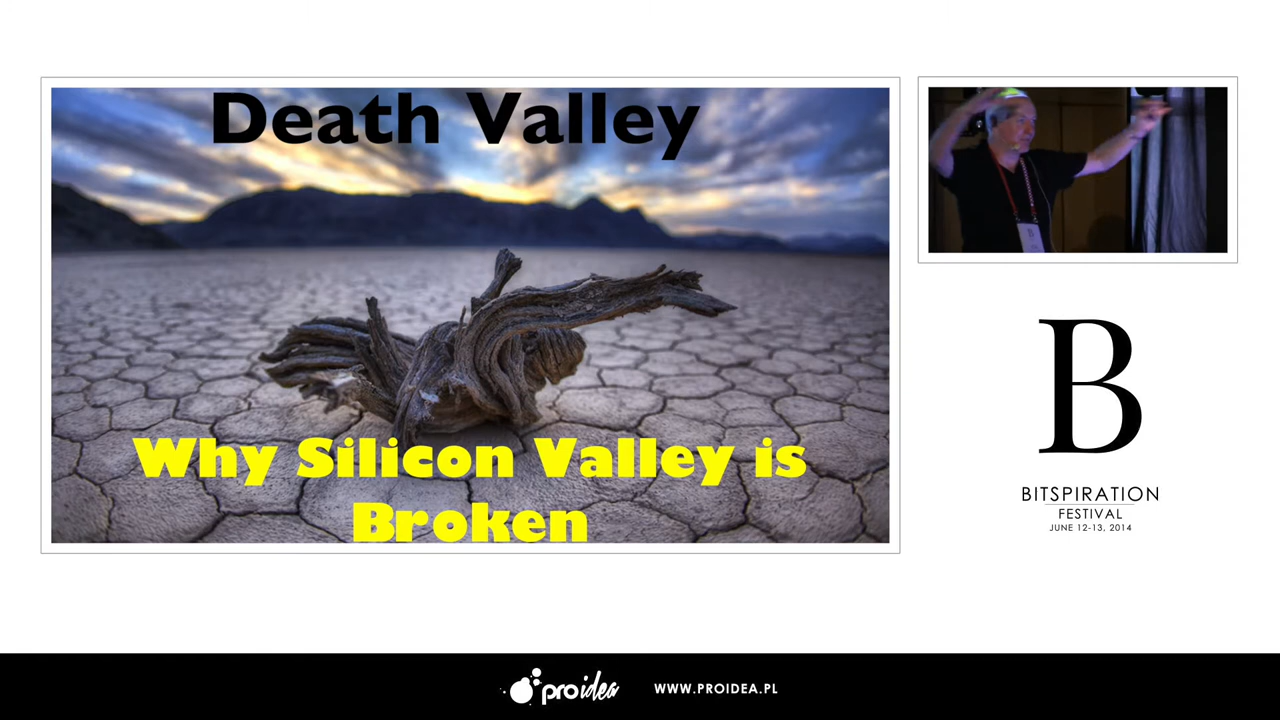 Death Valley
Why Silicon Valley is
Broken
B
BITSPIRATION
FESTIVAL
JUNE 12-13, 2014
proidea
WWW.PROIDEA.PL